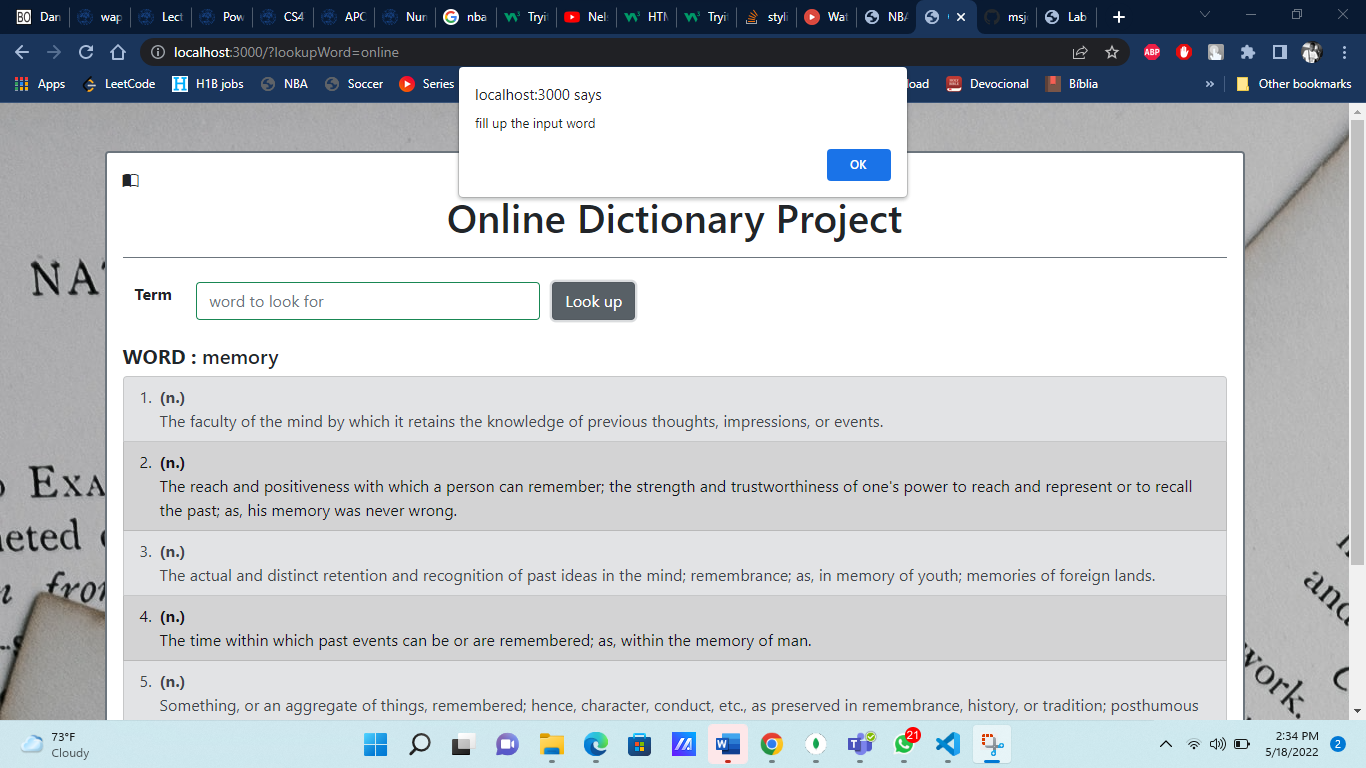 BO Dan wap Lect Pow CS4 APC Nun nba Tryit Nels HTM Tryit styli Wat NBA msj Lab
localhost:3000/?lookupWord=online
ABP
Apps LeetCode H1B jobs NBA Soccer Series oad Devocional Bíblia » Other bookmarks
localhost:3000 says
fill up the input word
OK
Online Dictionary Project
Term word to look for Look up
WORD : memory
1. (n.)
The faculty of the mind by which it retains the knowledge of previous thoughts, impressions, or events.
2. (n.)
The reach and positiveness with which a person can remember; the strength and trustworthiness of one's power to reach and represent or to recall
the past; as, his memory was never wrong.
3. (n.)
The actual and distinct retention and recognition of past ideas in the mind; remembrance; as, in memory of youth; memories of foreign lands.
4. (n.)
The time within which past events can be or are remembered; as, within the memory of man.
5. (n.)
Something, or an aggregate of things, remembered; hence, character, conduct, etc., as preserved in remembrance, history, or tradition; posthumous
NA
EXA
neted
from
and
work.
73°F
Cloudy
21
2:34 PM
5/18/2022
2